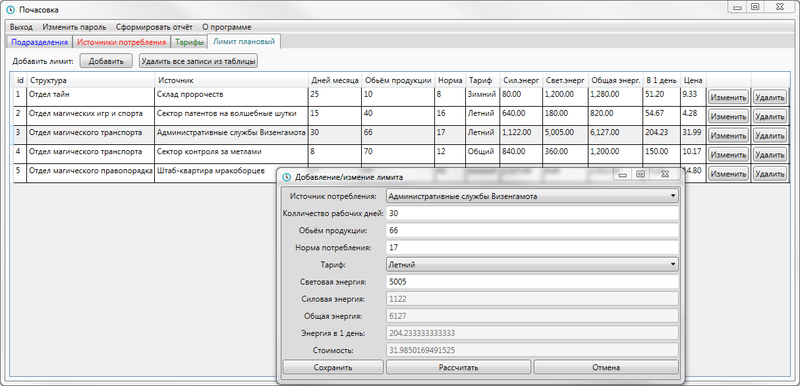 Почасовка
Выход Изменить пароль Сформировать отчёт О программе
Подразделения Источники потребления Тарифы Лимит плановый
Добавить лимит: Добавить Удалить все записи из таблицы
id Структура Источник Дней месяца Обьём продукции Норма Тариф Сил.энерг Свет.энерг Общая энерг. В 1 день Цена
1 Отдел тайн Склад пророчеств 25 10 8 Зимний 80.00 1,200.00 1,280.00 51.20 9.33 Изменить Удалить
2 Отдел магических игр и спорта Сектор патентов на волшебные шутки 15 40 16 Летний 640.00 180.00 820.00 54.67 4.28 Изменить Удалить
3 Отдел магического транспорта Административные службы Визенгамота 30 66 17 Летний 1,122.00 5,005.00 6,127.00 204.23 31.99 Изменить Удалить
4 Отдел магического транспорта Сектор контроля за метлами 8 70 12 Общий 840.00 360.00 1,200.00 150.00 10.17 Изменить Удалить
5 Отдел магического правопорядка Штаб-квартира мракоборцев 4.80 Изменить Удалить
Добавление/измение лимита
Источник потребления: Административные службы Визенгамота
Колличество рабочих дней: 30
Обьём продукции: 66
Норма потребления: 17
Тариф: Летний
Световая энергия: 5005
Силовая энергия: 1122
Общая энергия: 6127
Энергия в 1 день: 204.233333333333
Стоимость: 31.9850169491525
Сохранить Рассчитать Отмена